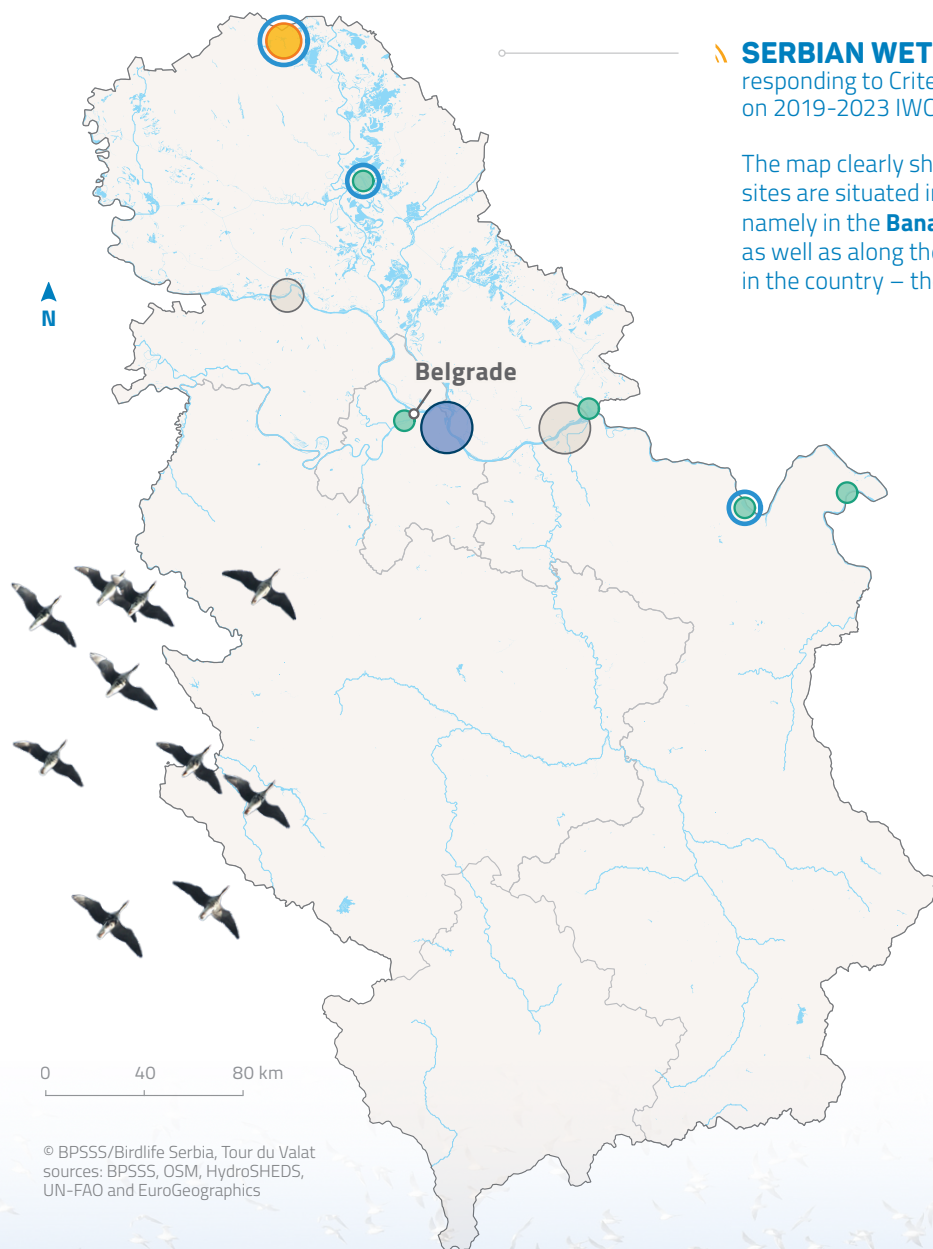 SERBIAN WET
responding to Crite
on 2019-2023 IWC
The map clearly sh
sites are situated in
namely in the Bana
as well as along the
in the country – th
N
Belgrade
0 40 80 km
© BPSSS/Birdlife Serbia, Tour du Valat
sources: BPSSS, OSM, HydroSHEDS,
UN-FAO and EuroGeographics